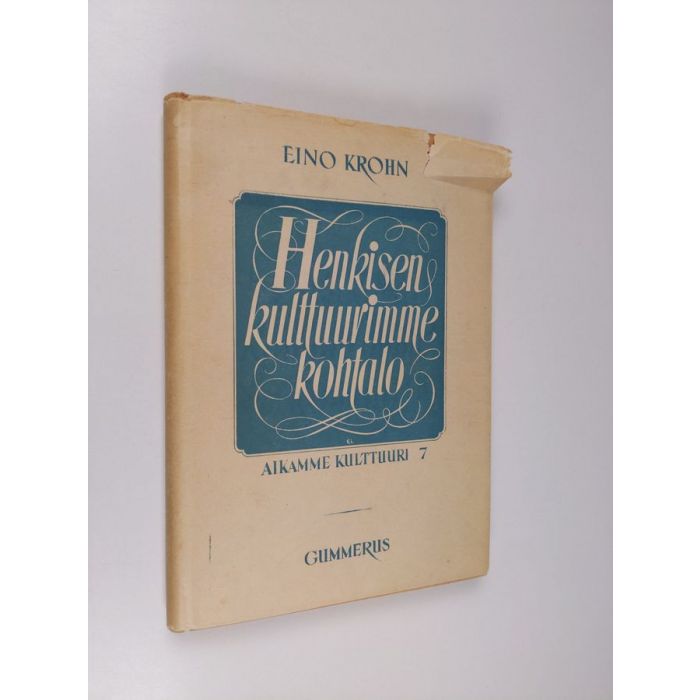 EINO KROHN
Henkisen
kulttuurimme
kohtalo
AIKAMME KULTTUURI 7
GUMMERUS